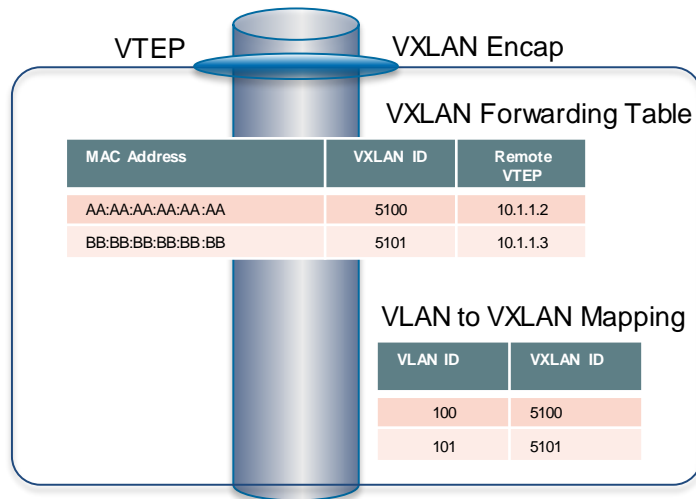 VTEP VXLAN Encap
VXLAN Forwarding Table
MAC Address VXLAN ID Remote
VTEP
AA:AA:AA:AA:AA:AA 5100 10.1.1.2
BB:BB:BB:BB:BB:BB 5101 10.1.1.3
VLAN to VXLAN Mapping
VLAN ID VXLAN ID
100 5100
101 5101